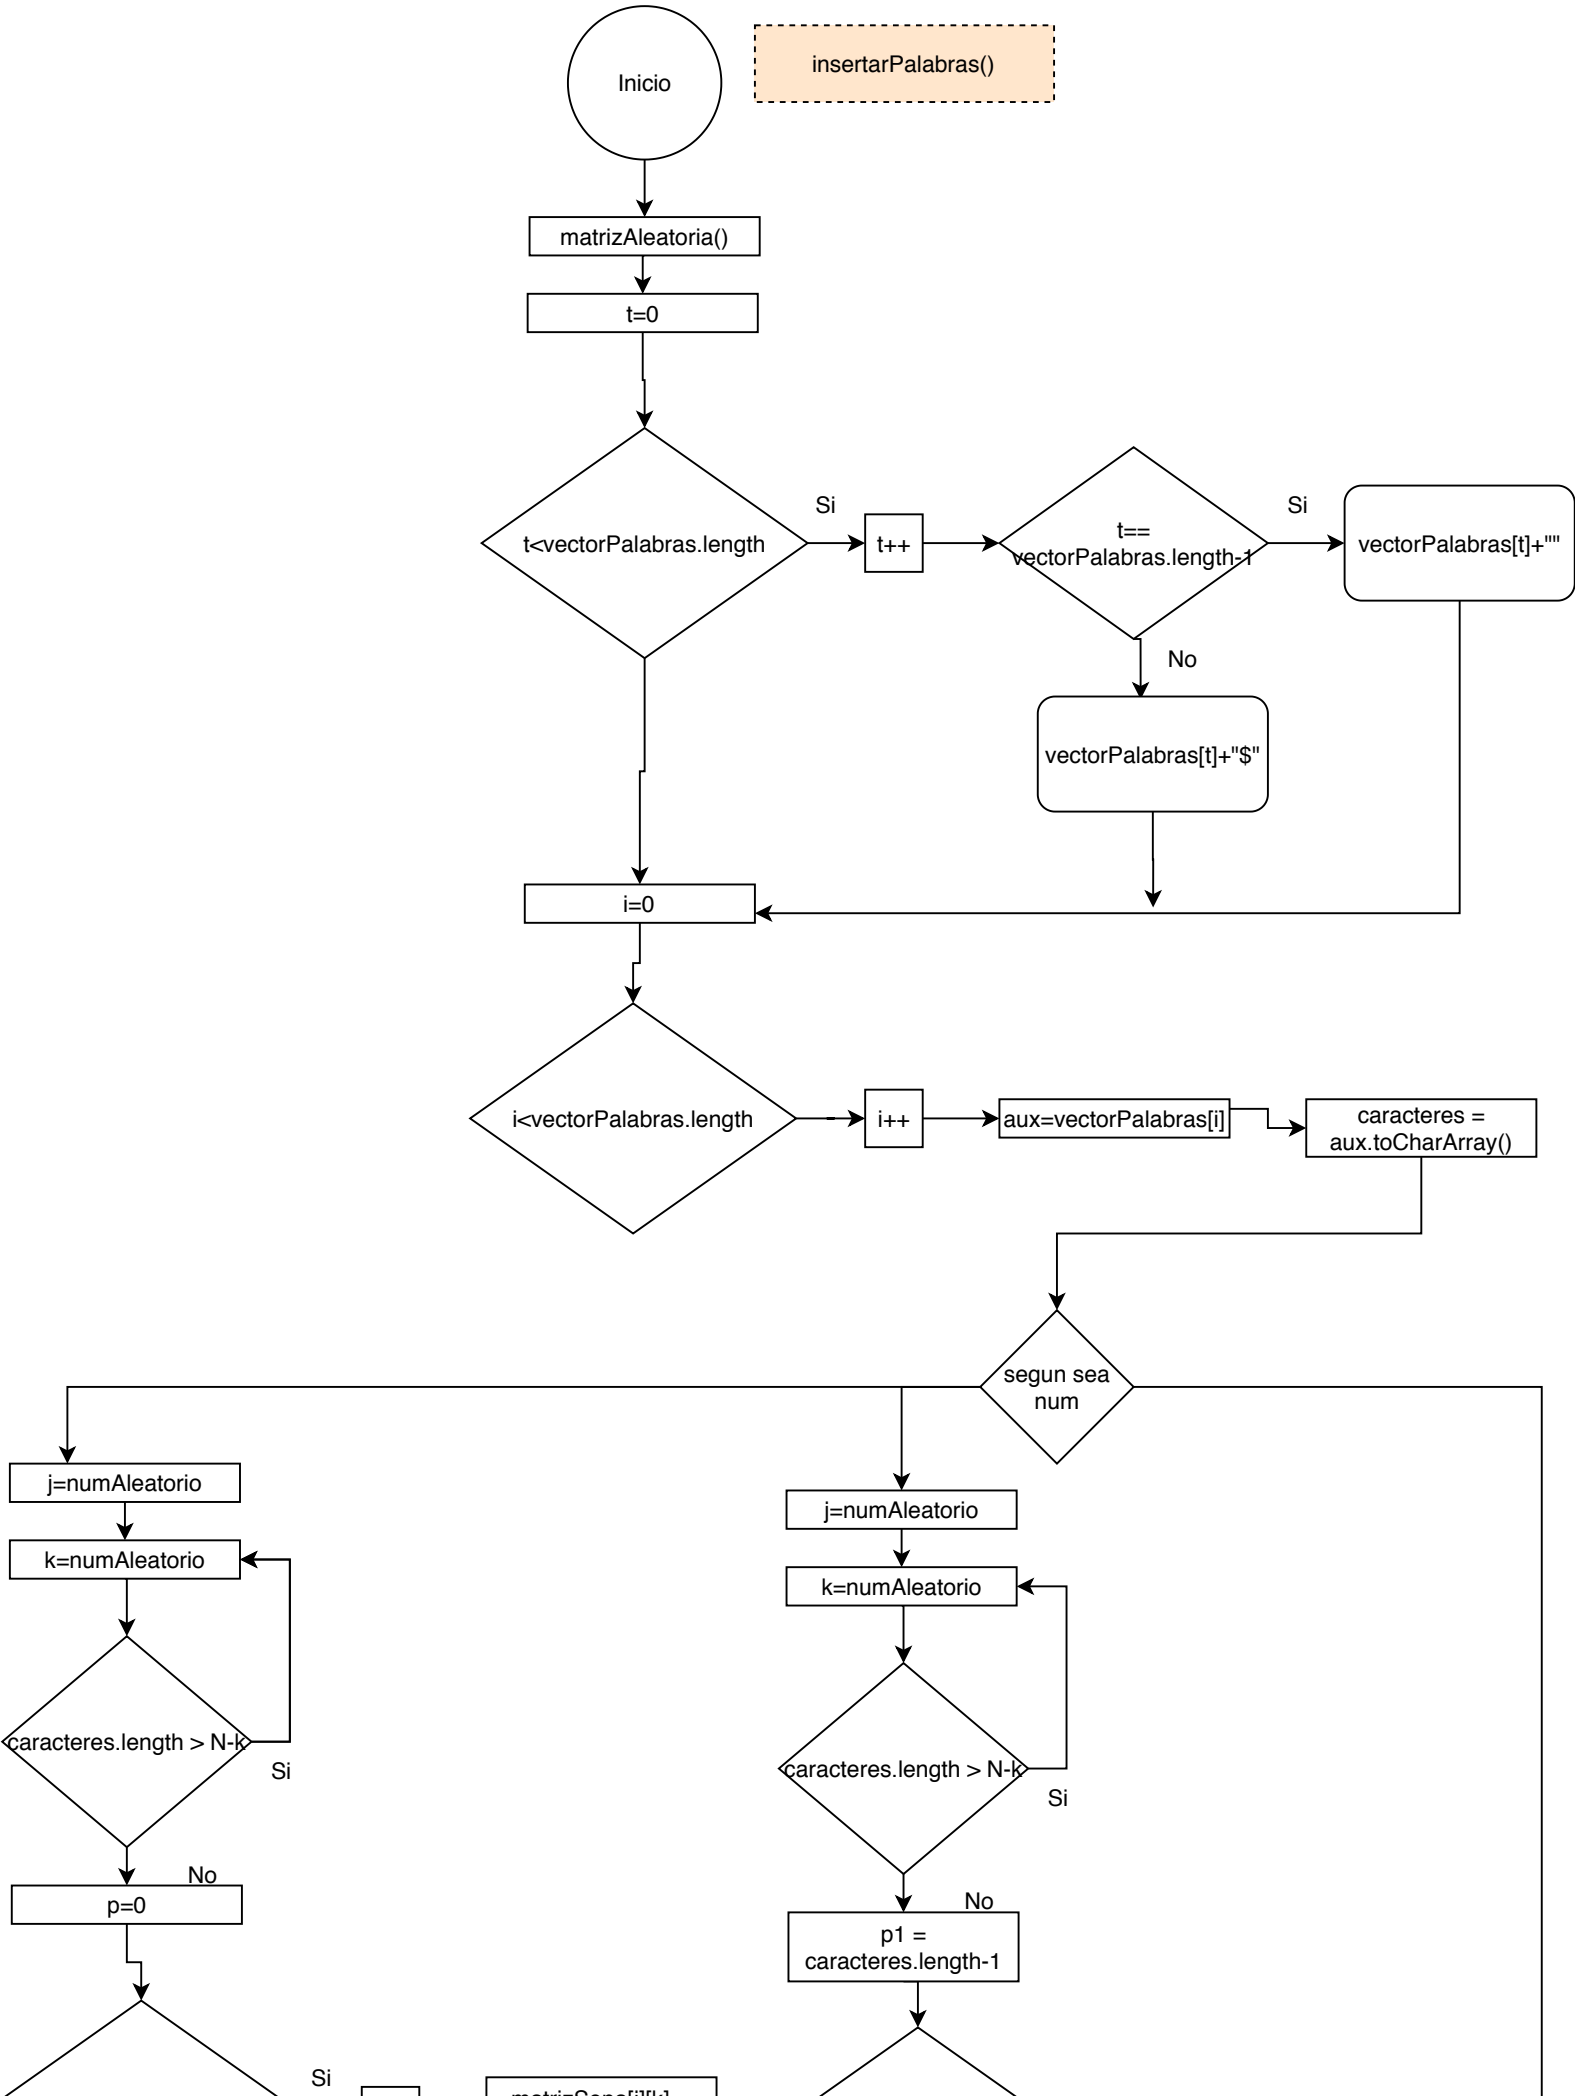 Inicio
insertarPalabras()
matrizAleatoria()
t=0
t<vectorPalabras.length
Si
t++
t==
vectorPalabras.length-1
Si
vectorPalabras[t]+""
No
vectorPalabras[t]+"$"
i=0
i<vectorPalabras.length
i++
aux=vectorPalabras[i]
caracteres =
aux.toCharArray()
segun sea
num
j=numAleatorio
k=numAleatorio
caracteres.length > N-k
Si
No
p=0
j=numAleatorio
k=numAleatorio
caracteres.length > N-k
Si
No
p1 =
caracteres.length-1
Si
matrizSopa[j][k]